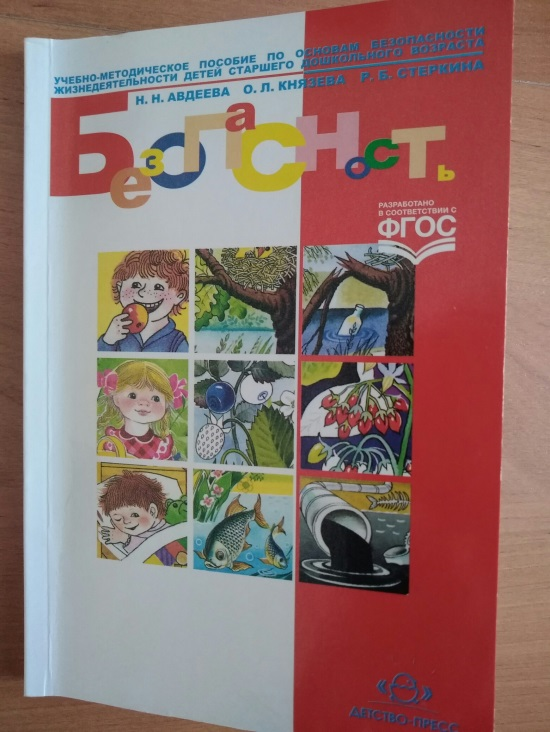 УЧЕБНО-МЕТОДИЧЕСКОЕ ПОСОБИЕ ПО ОСНОВАМ БЕЗОПАСНОСТИ
ЖИЗНЕДЕЯТЕЛЬНОСТИ ДЕТЕЙ СТАРШЕГО ДОШКОЛЬНОГО ВОЗРАСТА
Н. Н. АВДЕЕВА О. Л. КНЯЗЕВА Р. Б. СТЕРКИНА
БезОПаСНосТь
РАЗРАБОТАНО
В СООТВЕТСТВИИ С
ФГОС
ДЕТСТВО-ПРЕСС